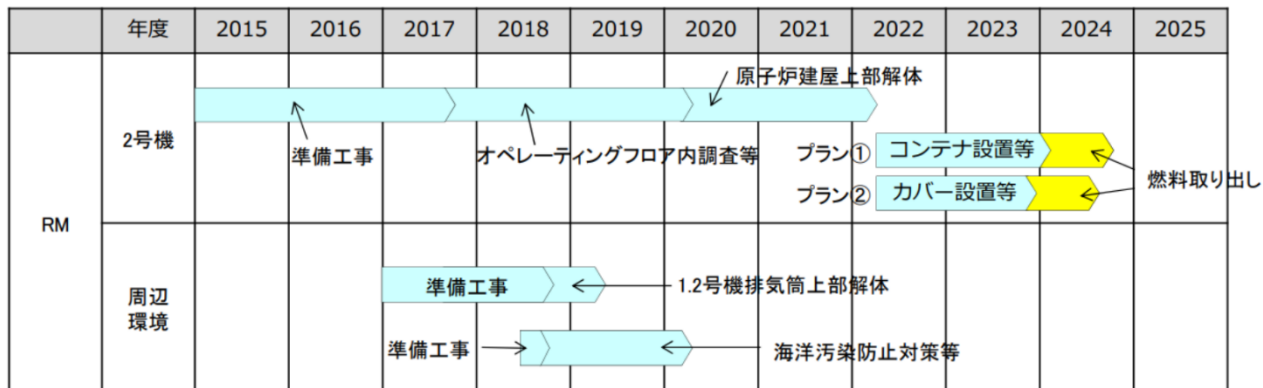 年度 2015 2016 2017 2018 2019 2020 2021 2022 2023 2024 2025
RM
2号機
原子炉建屋上部解体
準備工事
オペレーティングフロア内調査等
プラン① コンテナ設置等
プラン② カバー設置等
燃料取り出し
周辺
環境
準備工事
1.2号機排気筒上部解体
準備工事
海洋汚染防止対策等